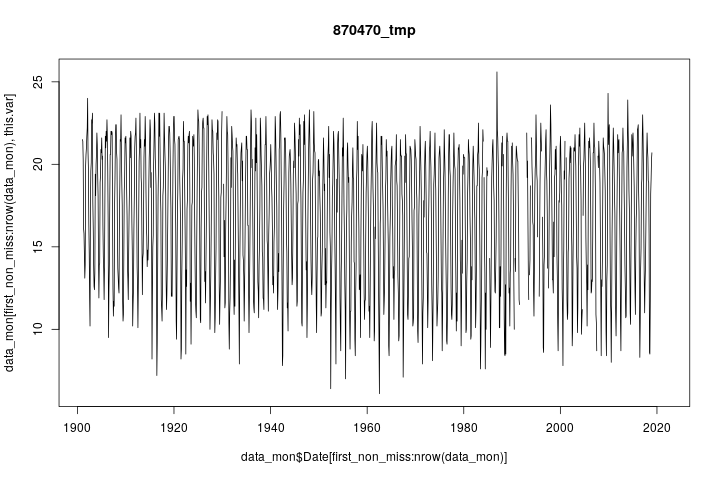 870470_tmp
data_mon[first_non_miss:nrow(data_mon), this.var]
25
20
15
10
1900 1920 1940 1960 1980 2000 2020
data_mon$Date[first_non_miss:nrow(data_mon)]